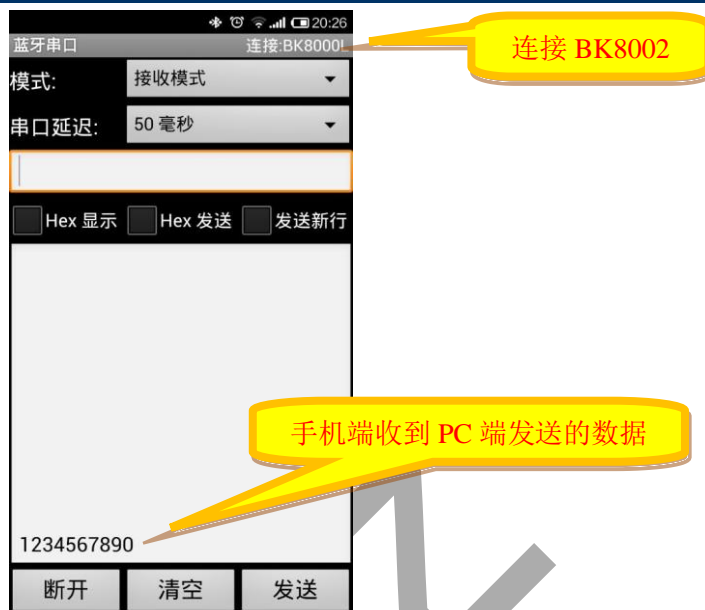 20:26
蓝牙串口 连接:BK8000L
连接 BK8002
模式: 接收模式
串口延迟: 50 毫秒
Hex 显示 Hex 发送 发送新行
手机端收到 PC 端发送的数据
1234567890
断开 清空 发送